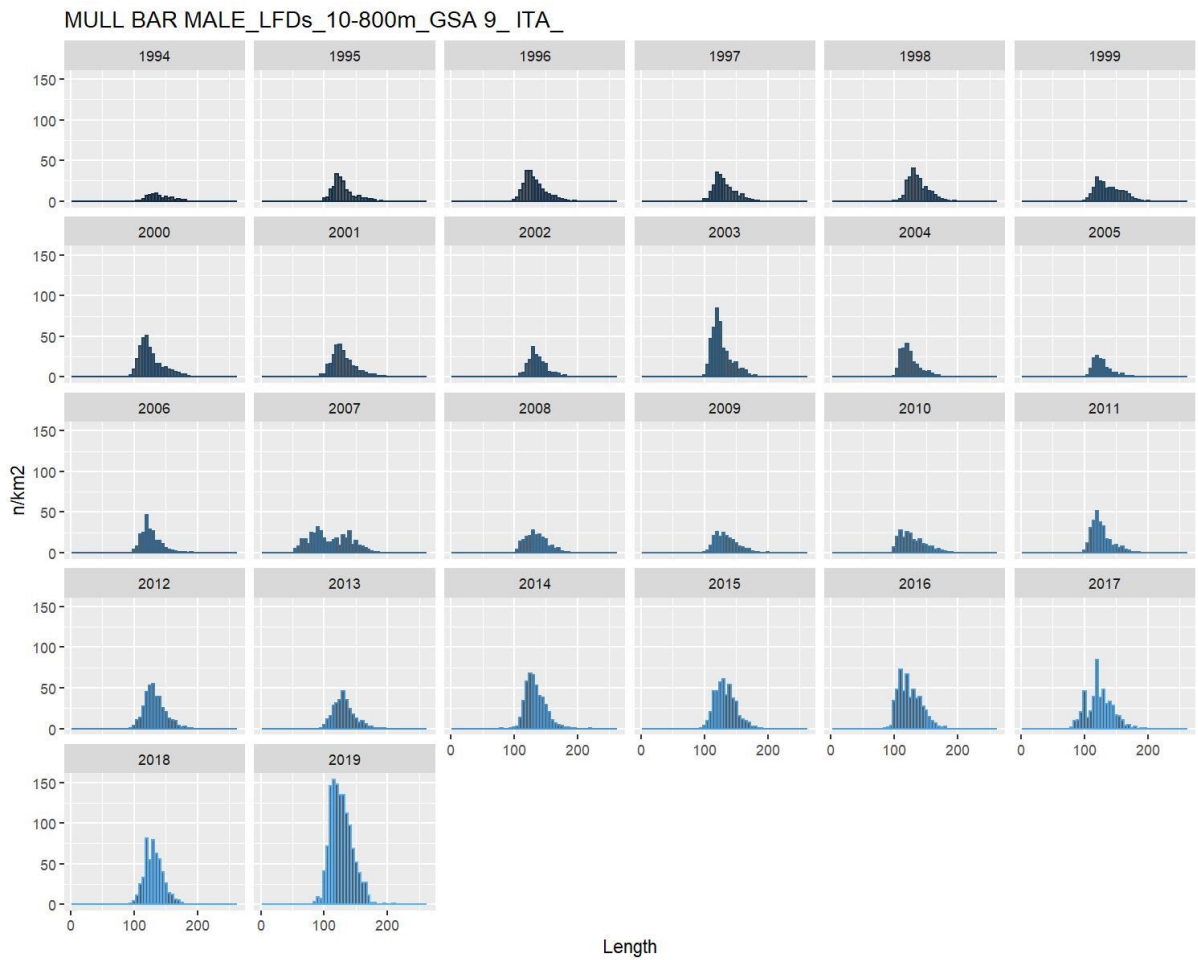 MULL BAR MALE_LFDs_10-800m_GSA 9_ ITA_
1994 1995 1996 1997 1998 1999
150
100
50
0
2000 2001 2002 2003 2004 2005
150
100
50
0
2006 2007 2008 2009 2010 2011
150
100
50
0
n/km2
2012 2013 2014 2015 2016 2017
150
100
50
0
0 100 200 0 100 200 0 100 200 0 100 200
2018 2019
150
100
50
0
0 100 200 0 100 200
Length